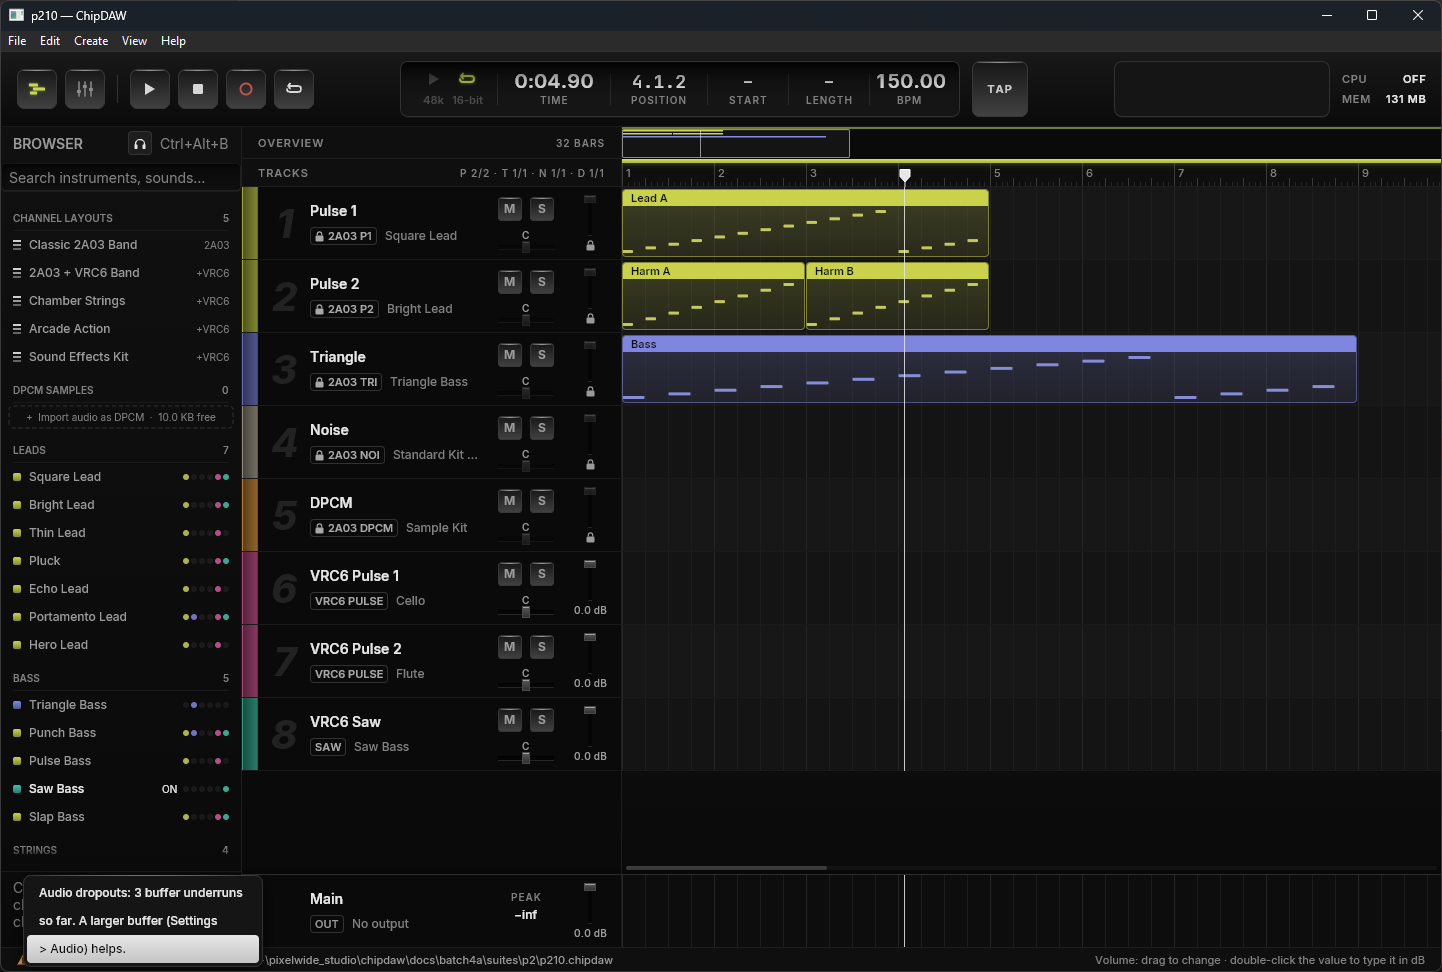 p210 — ChipDAW
File Edit Create View Help
48k 16-bit
0:04.90 TIME
4.1.2 POSITION
– START
– LENGTH
150.00 BPM
TAP
CPU OFF
MEM 131 MB
BROWSER Ctrl+Alt+B
Search instruments, sounds...
CHANNEL LAYOUTS 5
Classic 2A03 Band 2A03
2A03 + VRC6 Band +VRC6
Chamber Strings +VRC6
Arcade Action +VRC6
Sound Effects Kit +VRC6
DPCM SAMPLES 0
+ Import audio as DPCM · 10.0 KB free
LEADS 7
Square Lead
Bright Lead
Thin Lead
Pluck
Echo Lead
Portamento Lead
Hero Lead
BASS 5
Triangle Bass
Punch Bass
Pulse Bass
Saw Bass ON
Slap Bass
STRINGS 4
OVERVIEW 32 BARS
TRACKS P 2/2 · T 1/1 · N 1/1 · D 1/1
1 2 3 5 6 7 8 9
1 Pulse 1 M S
2A03 P1 Square Lead C
2 Pulse 2 M S
2A03 P2 Bright Lead C
3 Triangle M S
2A03 TRI Triangle Bass C
4 Noise M S
2A03 NOI Standard Kit ... C
5 DPCM M S
2A03 DPCM Sample Kit C
6 VRC6 Pulse 1 M S
VRC6 PULSE Cello C 0.0 dB
7 VRC6 Pulse 2 M S
VRC6 PULSE Flute C 0.0 dB
8 VRC6 Saw M S
SAW Saw Bass C 0.0 dB
Lead A
Harm A Harm B
Bass
Main PEAK
OUT No output –inf 0.0 dB
Audio dropouts: 3 buffer underruns
so far. A larger buffer (Settings
> Audio) helps.
\pixelwide_studio\chipdaw\docs\batch4a\suites\p2\p210.chipdaw
Volume: drag to change · double-click the value to type it in dB